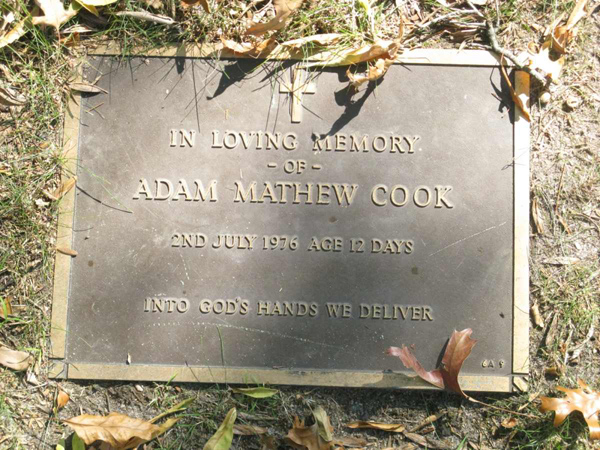 IN LOVING MEMORY
- OF -
ADAM MATHEW COOK
2ND JULY 1976 AGE 12 DAYS
INTO GOD'S HANDS WE DELIVER